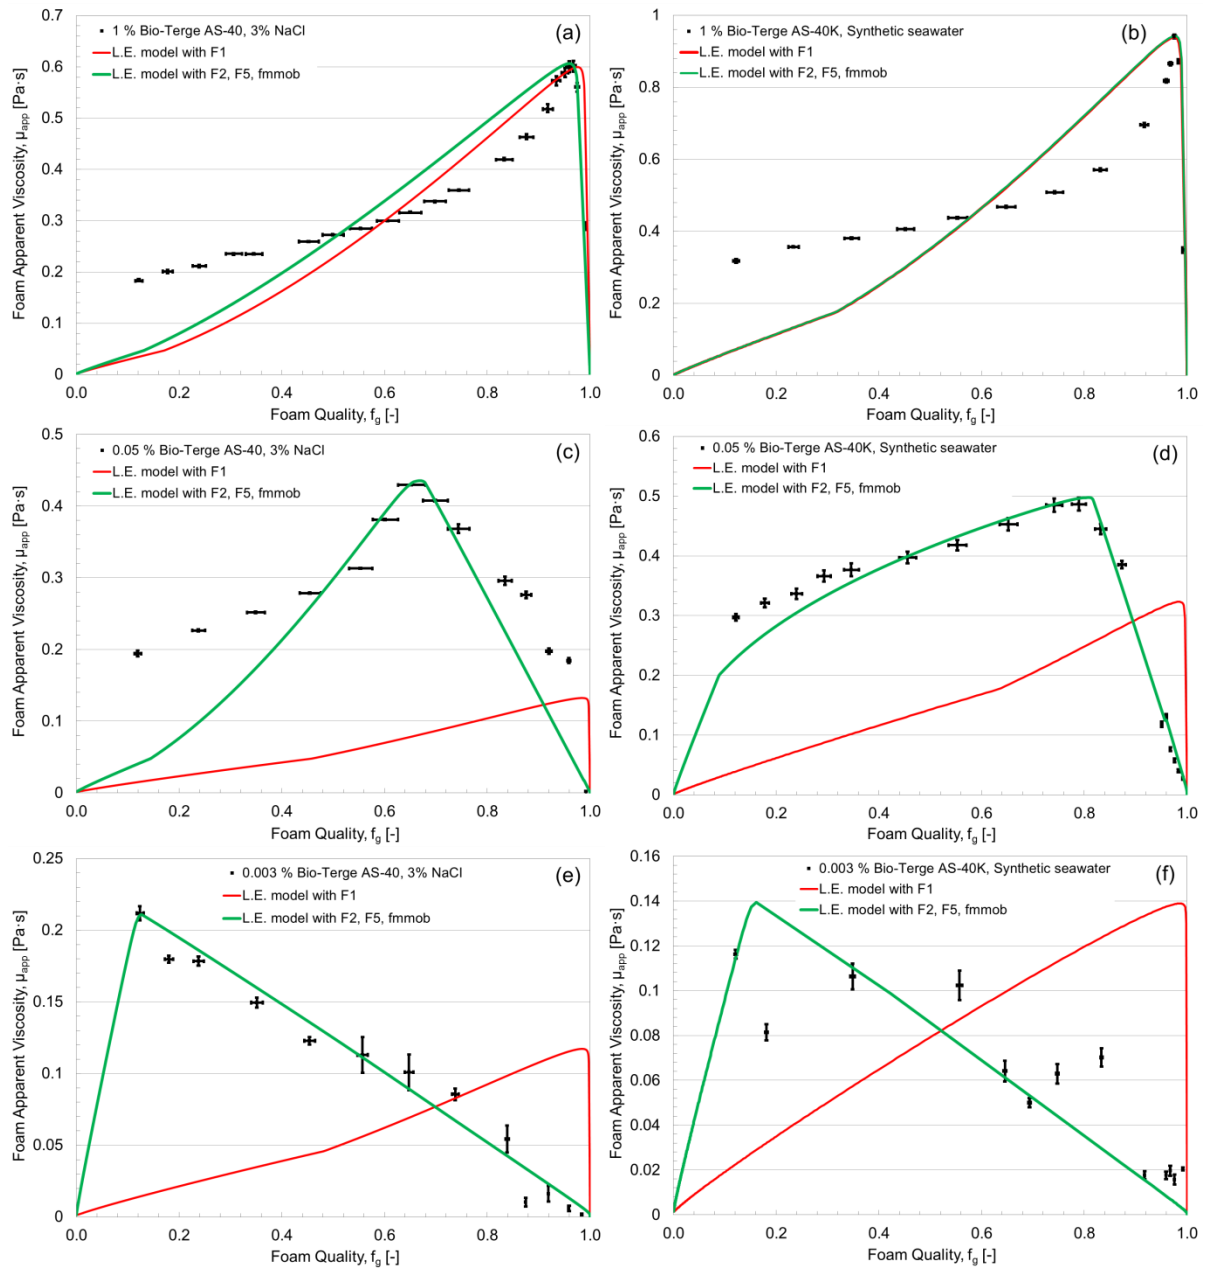 (a)
1 % Bio-Terge AS-40, 3% NaCl
L.E. model with F1
L.E. model with F2, F5, fmmob
Foam Apparent Viscosity, μapp [Pa·s]
0.7
0.6
0.5
0.4
0.3
0.2
0.1
0
0.0 0.2 0.4 0.6 0.8 1.0
Foam Quality, fg [-]
(b)
1 % Bio-Terge AS-40K, Synthetic seawater
L.E. model with F1
L.E. model with F2, F5, fmmob
Foam Apparent Viscosity, μapp [Pa·s]
1
0.8
0.6
0.4
0.2
0
0.0 0.2 0.4 0.6 0.8 1.0
Foam Quality, fg [-]
(c)
0.05 % Bio-Terge AS-40, 3% NaCl
L.E. model with F1
L.E. model with F2, F5, fmmob
Foam Apparent Viscosity, μapp [Pa·s]
0.5
0.4
0.3
0.2
0.1
0
0.0 0.2 0.4 0.6 0.8 1.0
Foam Quality, fg [-]
(d)
0.05 % Bio-Terge AS-40K, Synthetic seawater
L.E. model with F1
L.E. model with F2, F5, fmmob
Foam Apparent Viscosity, μapp [Pa·s]
0.6
0.5
0.4
0.3
0.2
0.1
0
0.0 0.2 0.4 0.6 0.8 1.0
Foam Quality, fg [-]
(e)
0.003 % Bio-Terge AS-40, 3% NaCl
L.E. model with F1
L.E. model with F2, F5, fmmob
Foam Apparent Viscosity, μapp [Pa·s]
0.25
0.2
0.15
0.1
0.05
0
0.0 0.2 0.4 0.6 0.8 1.0
Foam Quality, fg [-]
(f)
0.003 % Bio-Terge AS-40K, Synthetic seawater
L.E. model with F1
L.E. model with F2, F5, fmmob
Foam Apparent Viscosity, μapp [Pa·s]
0.16
0.14
0.12
0.1
0.08
0.06
0.04
0.02
0
0.0 0.2 0.4 0.6 0.8 1.0
Foam Quality, fg [-]